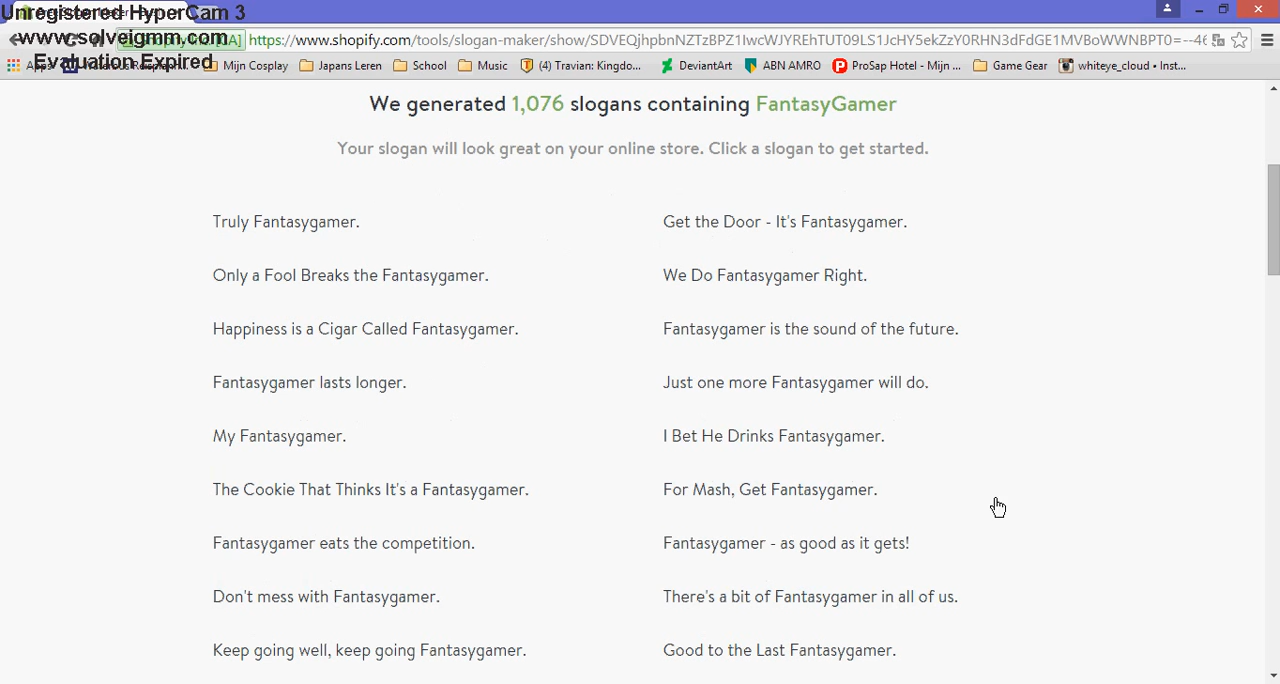 Unregistered HyperCam 3
www.solveigmm.com
Evaluation Expired
https://www.shopify.com/tools/slogan-maker/show/
Mijn Cosplay
Japans Leren
School
Music
(4) Travian: Kingdo...
DeviantArt
ABN AMRO
ProSap Hotel - Mijn ...
Game Gear
whiteye_cloud • Inst...
We generated 1,076 slogans containing FantasyGamer
Your slogan will look great on your online store. Click a slogan to get started.
Truly Fantasygamer.
Get the Door - It's Fantasygamer.
Only a Fool Breaks the Fantasygamer.
We Do Fantasygamer Right.
Happiness is a Cigar Called Fantasygamer.
Fantasygamer is the sound of the future.
Fantasygamer lasts longer.
Just one more Fantasygamer will do.
My Fantasygamer.
I Bet He Drinks Fantasygamer.
The Cookie That Thinks It's a Fantasygamer.
For Mash, Get Fantasygamer.
Fantasygamer eats the competition.
Fantasygamer - as good as it gets!
Don't mess with Fantasygamer.
There's a bit of Fantasygamer in all of us.
Keep going well, keep going Fantasygamer.
Good to the Last Fantasygamer.